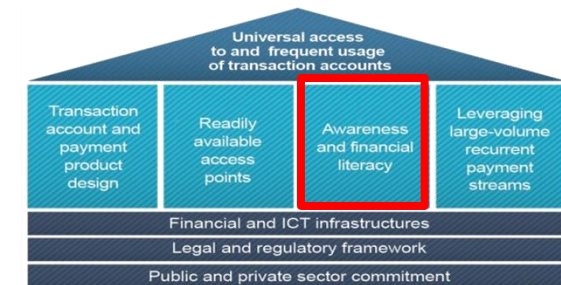 Universal access
to and frequent usage
of transaction accounts
Transaction
account and
payment
product
design
Readily
available
access
points
Awareness
and financial
literacy
Leveraging
large-volume
recurrent
payment
streams
Financial and ICT infrastructures
Legal and regulatory framework
Public and private sector commitment